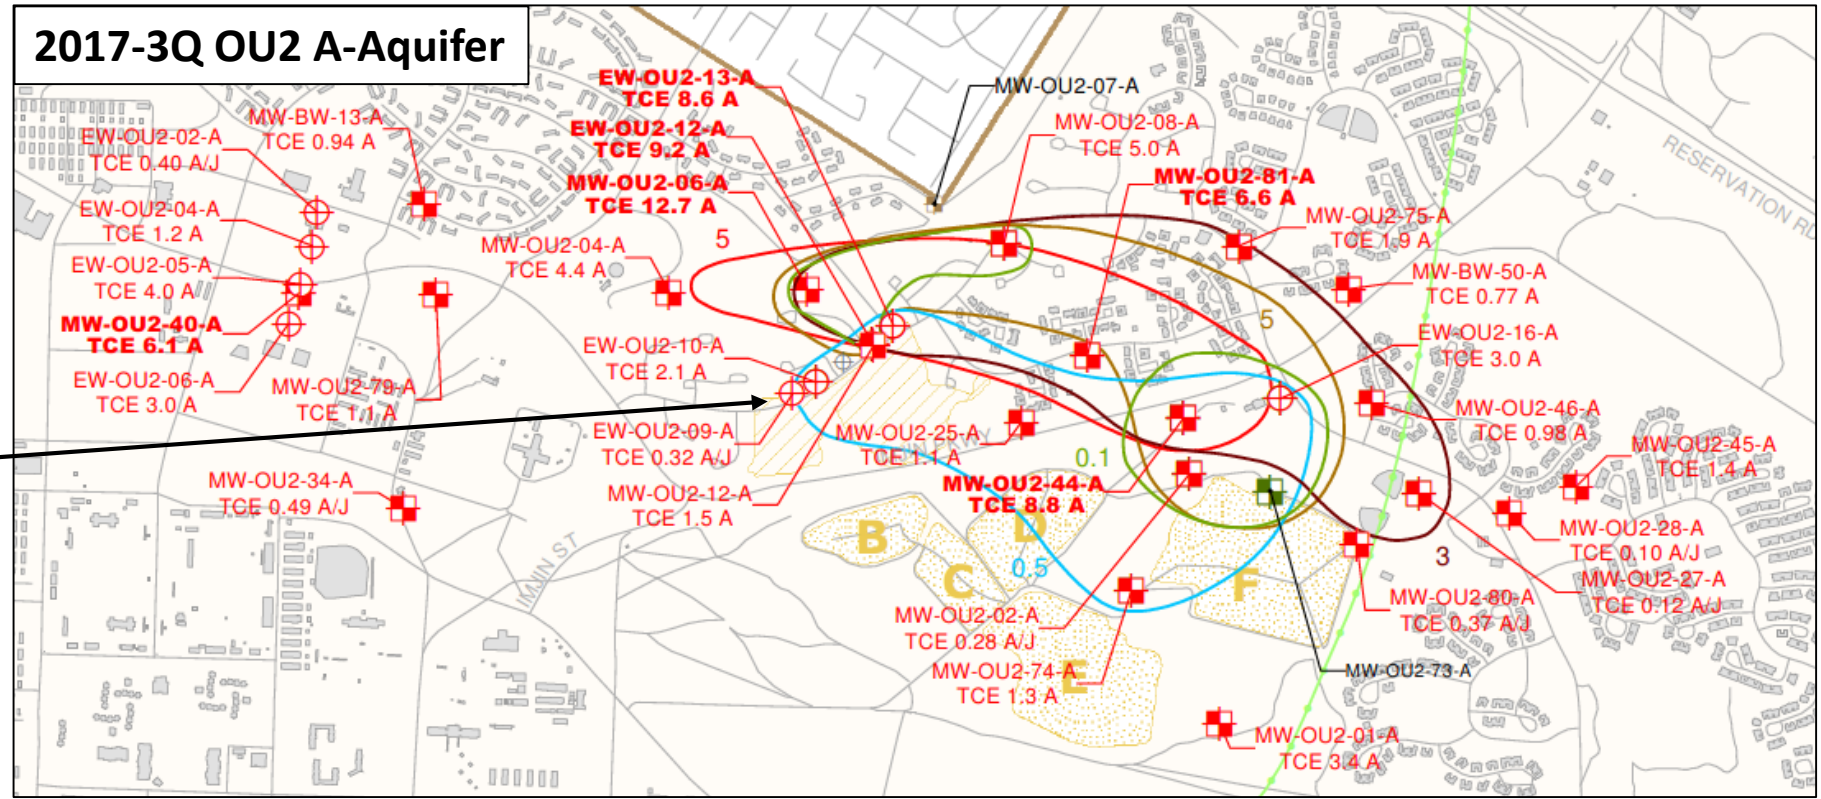 2017-3Q OU2 A-Aquifer
EW-OU2-13-A
TCE 8.6 A
MW-OU2-07-A
MW-BW-13-A
TCE 0.94 A
EW-OU2-02-A
TCE 0.40 A/J
EW-OU2-12-A
TCE 9.2 A
MW-OU2-08-A
TCE 5.0 A
RESERVATION RD
MW-OU2-06-A
TCE 12.7 A
MW-OU2-81-A
TCE 6.6 A
EW-OU2-04-A
TCE 1.2 A
MW-OU2-75-A
TCE 1.9 A
MW-OU2-04-A
TCE 4.4 A
5
EW-OU2-05-A
TCE 4.0 A
MW-BW-50-A
TCE 0.77 A
MW-OU2-40-A
TCE 6.1 A
5
EW-OU2-16-A
TCE 3.0 A
EW-OU2-10-A
TCE 2.1 A
EW-OU2-06-A
TCE 3.0 A
MW-OU2-79-A
TCE 1.1 A
MW-OU2-46-A
TCE 0.98 A
EW-OU2-09-A
TCE 0.32 A/J
MW-OU2-25-A
TCE 1.1 A
MW-OU2-45-A
TCE 1.4 A
0.1
MW-OU2-34-A
TCE 0.49 A/J
MW-OU2-12-A
TCE 1.5 A
MW-OU2-44-A
TCE 8.8 A
B
D
C
0.5
F
E
3
MW-OU2-28-A
TCE 0.10 A/J
IMJIN ST
MW-OU2-27-A
TCE 0.12 A/J
MW-OU2-80-A
TCE 0.37 A/J
MW-OU2-02-A
TCE 0.28 A/J
MW-OU2-74-A
TCE 1.3 A
MW-OU2-73-A
MW-OU2-01-A
TCE 3.4 A